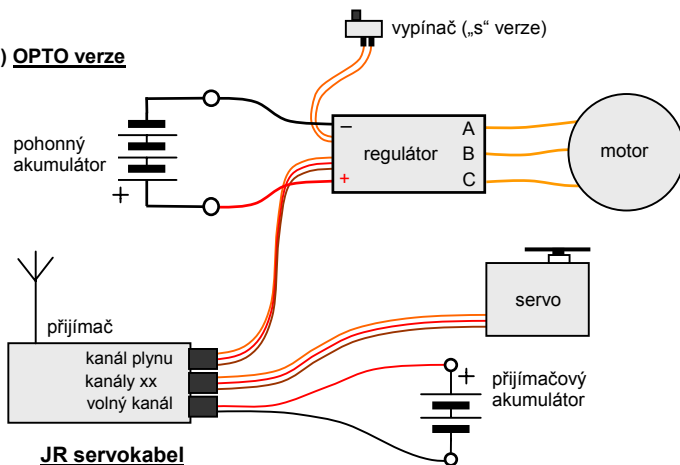 vypínač („s“ verze)
) OPTO verze
pohonný
akumulátor
+
−
+
regulátor
A
B
C
motor
servo
přijímač
kanál plynu
kanály xx
volný kanál
+
přijímačový
akumulátor
JR servokabel